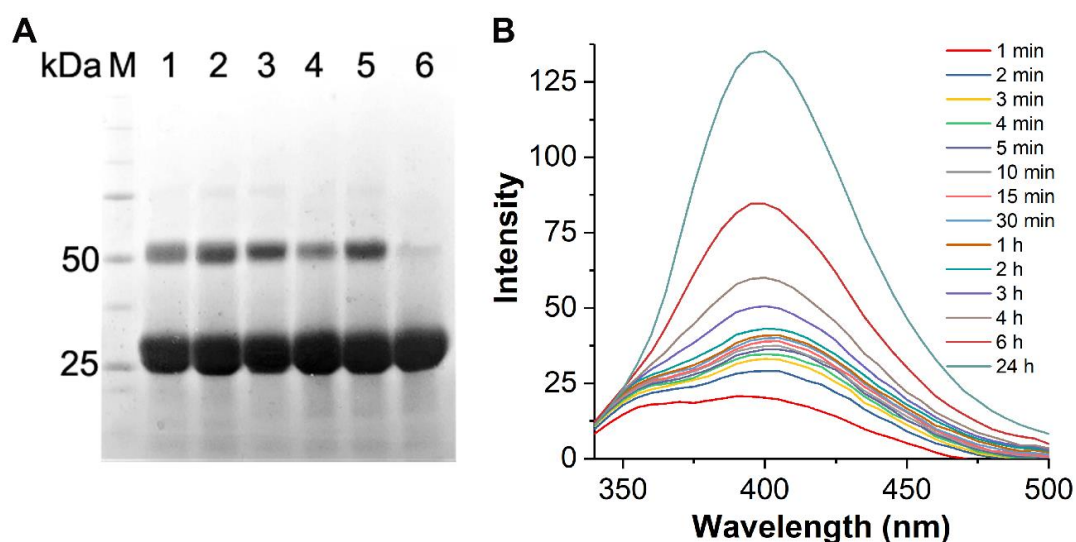 A
kDa M 1 2 3 4 5 6
50
25
B
Intensity
125
100
75
50
25
0
350 400 450 500
Wavelength (nm)
1 min
2 min
3 min
4 min
5 min
10 min
15 min
30 min
1 h
2 h
3 h
4 h
6 h
24 h